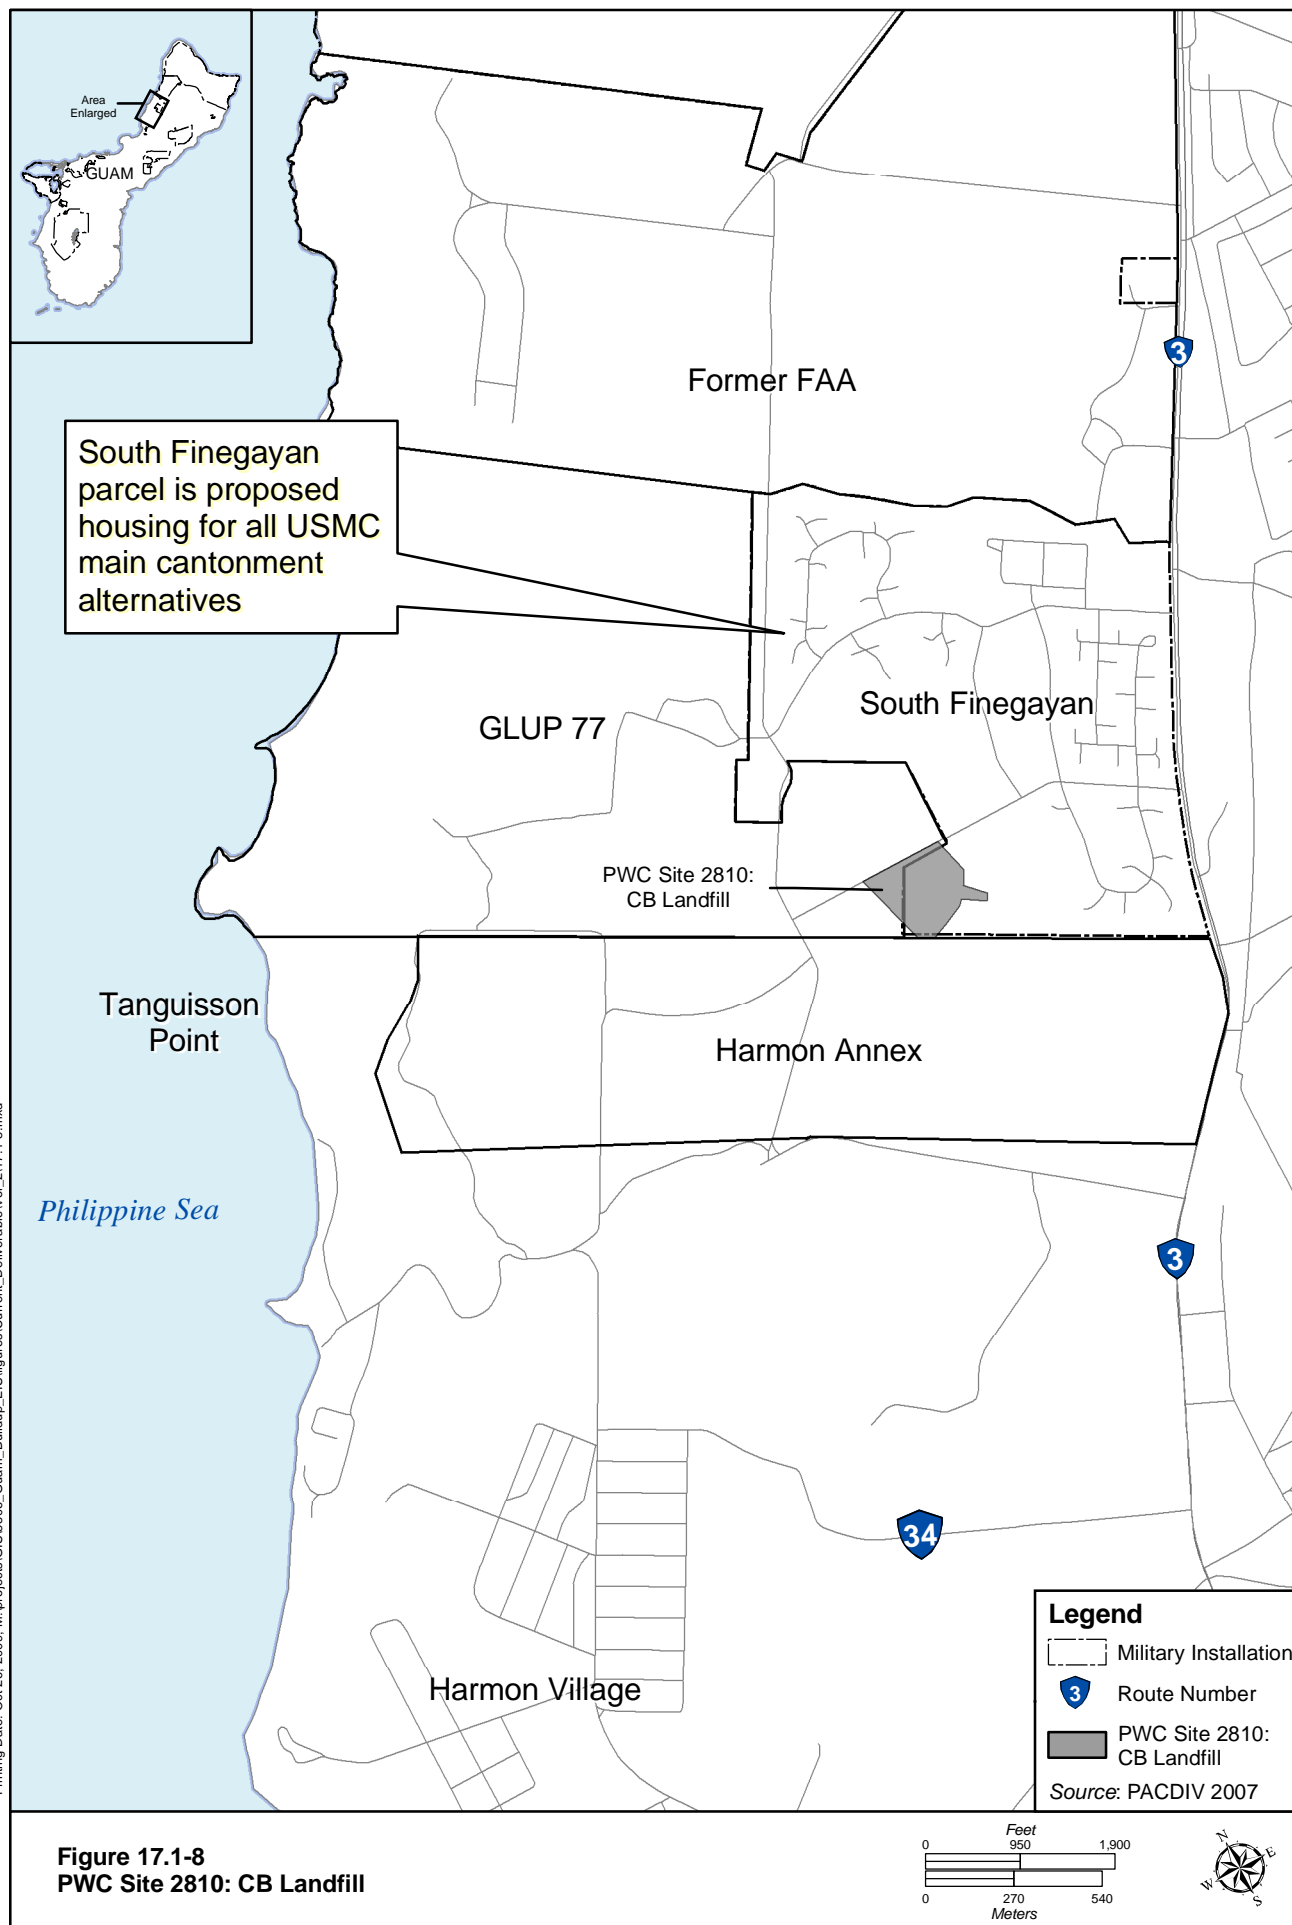 Area
Enlarged
GUAM
3
Former FAA
South Finegayan
parcel is proposed
housing for all USMC
main cantonment
alternatives
South Finegayan
GLUP 77
PWC Site 2810:
CB Landfill
Tanguisson
Point
Harmon Annex
Philippine Sea
3
34
Harmon Village
Legend
Military Installation
3 Route Number
PWC Site 2810:
CB Landfill
Source: PACDIV 2007
Figure 17.1-8
PWC Site 2810: CB Landfill
Feet
0 950 1,900
0 270 540
Meters
N
E
W
S